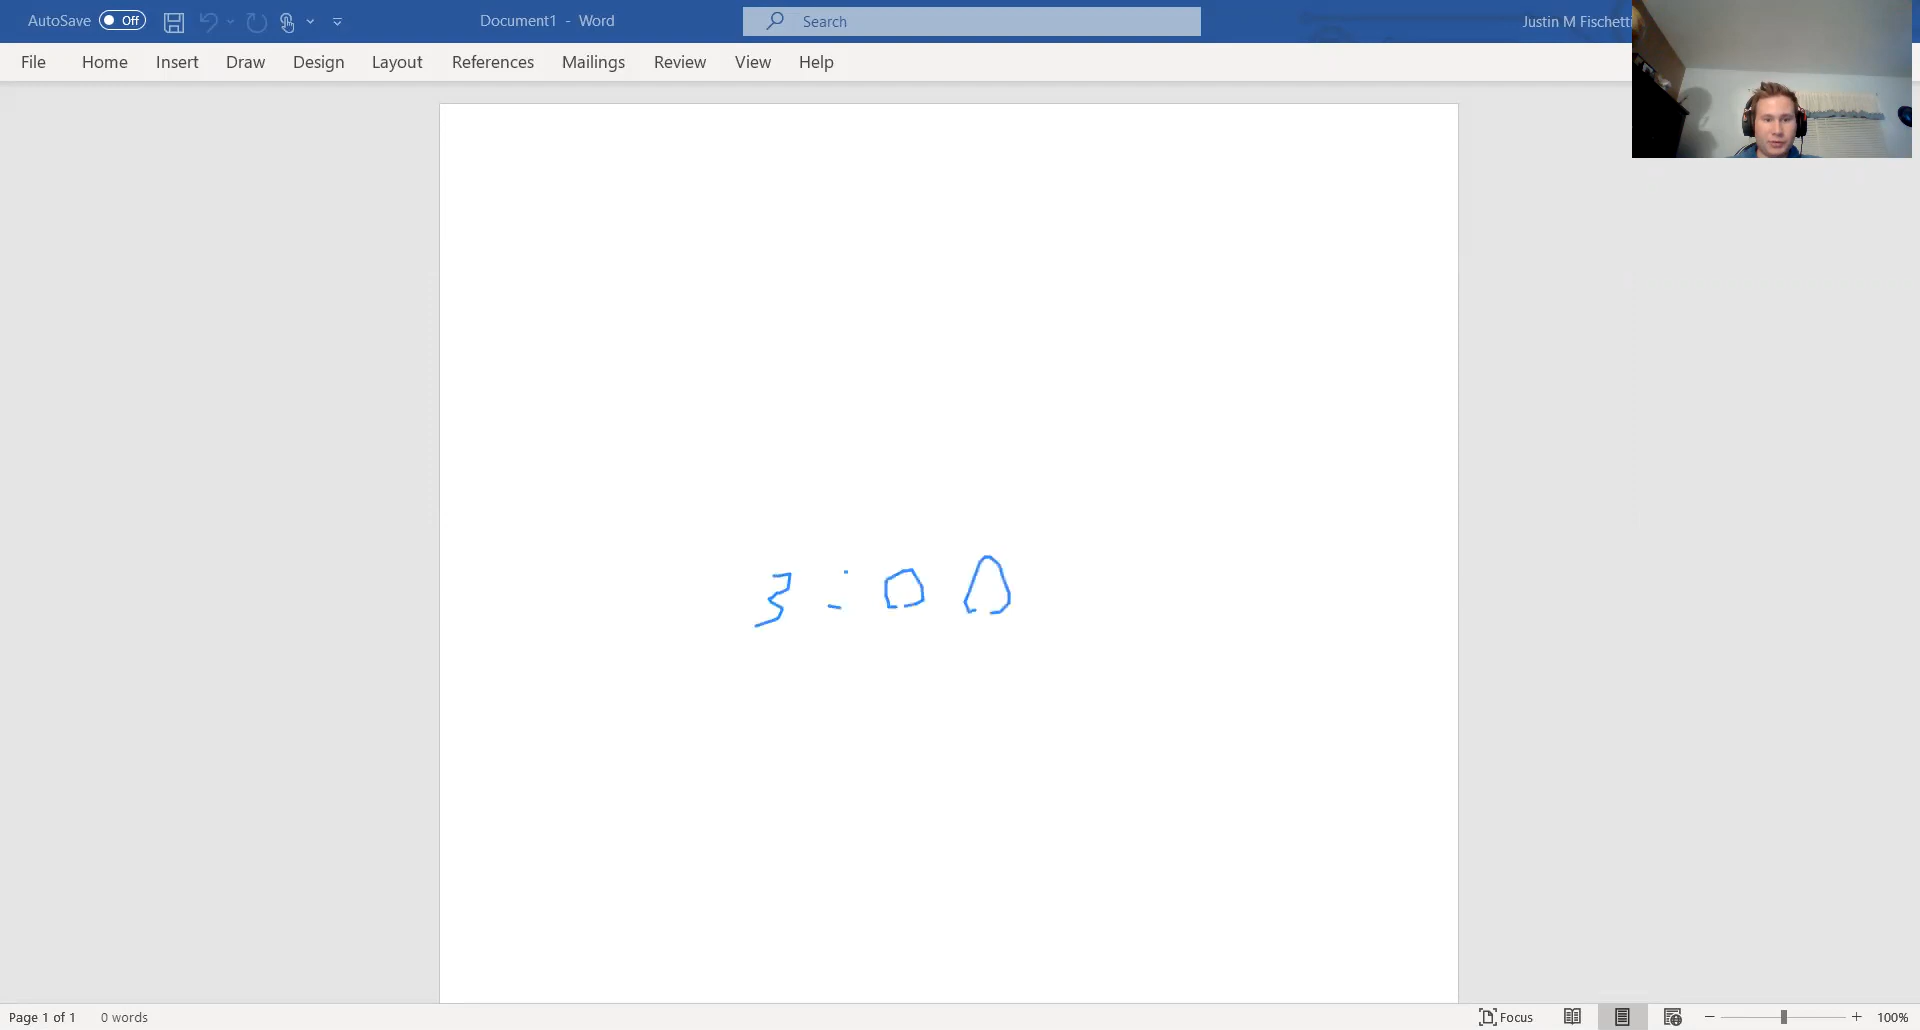 AutoSave Off Document1 - Word Search Justin M Fischetti
File Home Insert Draw Design Layout References Mailings Review View Help
3:00
Page 1 of 1 0 words Focus 100%